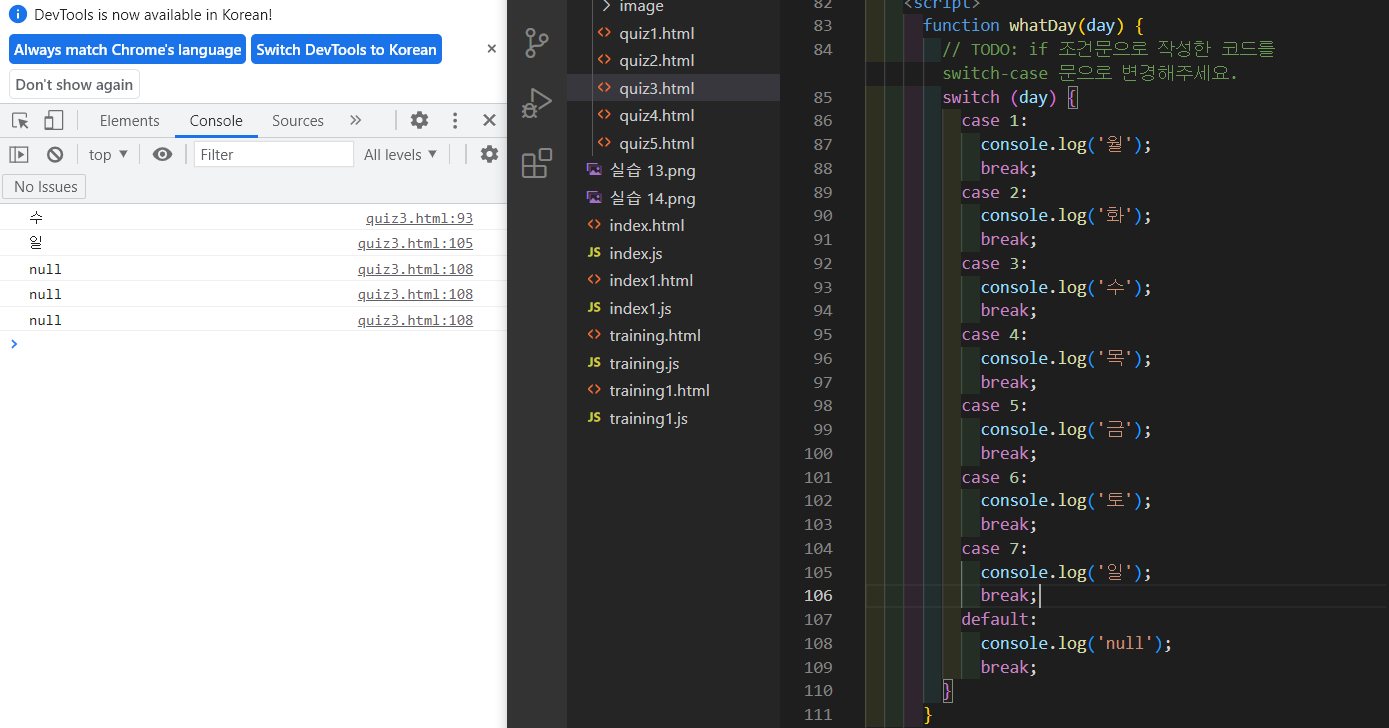 DevTools is now available in Korean!
Always match Chrome's language
Switch DevTools to Korean
Don't show again
Elements Console Sources
top Filter All levels
No Issues
수 quiz3.html:93
일 quiz3.html:105
null quiz3.html:108
null quiz3.html:108
null quiz3.html:108
image
quiz1.html
quiz2.html
quiz3.html
quiz4.html
quiz5.html
실습 13.png
실습 14.png
index.html
JS index.js
index1.html
JS index1.js
training.html
JS training.js
training1.html
JS training1.js
82 <script>
83 function whatDay(day) {
84 // TODO: if 조건문으로 작성한 코드를
switch-case 문으로 변경해주세요.
85 switch (day) {
86 case 1:
87 console.log('월');
88 break;
89 case 2:
90 console.log('화');
91 break;
92 case 3:
93 console.log('수');
94 break;
95 case 4:
96 console.log('목');
97 break;
98 case 5:
99 console.log('금');
100 break;
101 case 6:
102 console.log('토');
103 break;
104 case 7:
105 console.log('일');
106 break;
107 default:
108 console.log('null');
109 break;
110 }
111 }